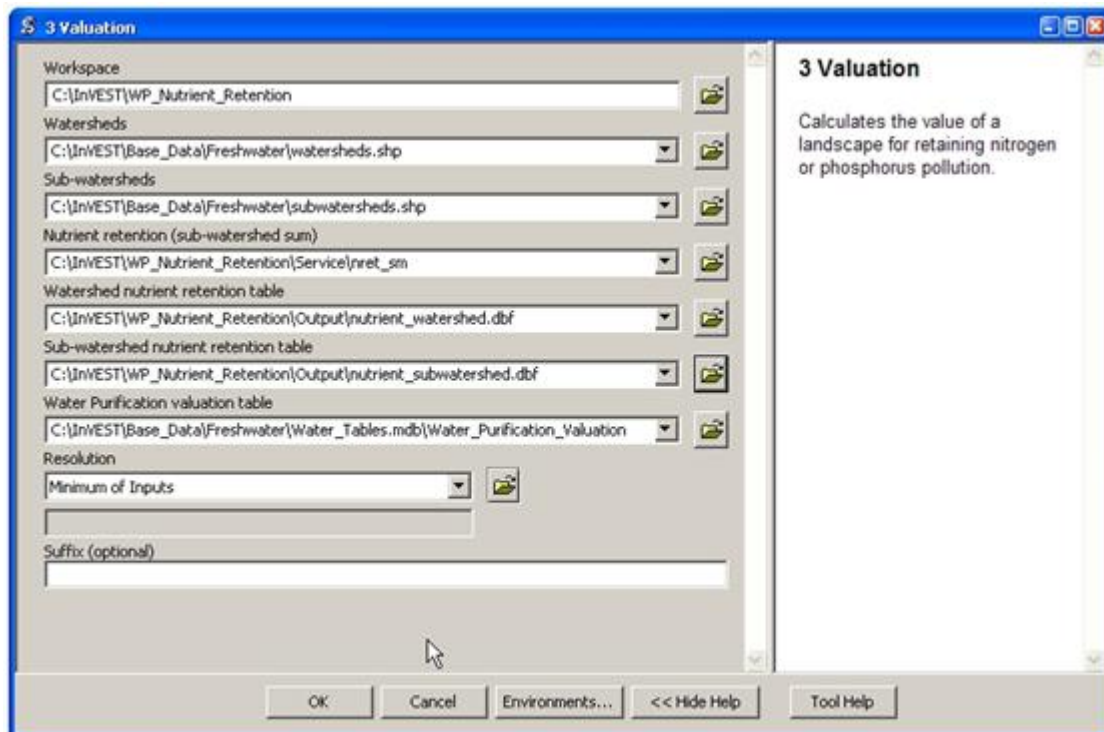 3 Valuation
Workspace
C:\InVEST\WP_Nutrient_Retention
Watersheds
C:\InVEST\Base_Data\Freshwater\watersheds.shp
Sub-watersheds
C:\InVEST\Base_Data\Freshwater\subwatersheds.shp
Nutrient retention (sub-watershed sum)
C:\InVEST\WP_Nutrient_Retention\Service\nret_sm
Watershed nutrient retention table
C:\InVEST\WP_Nutrient_Retention\Output\nutrient_watershed.dbf
Sub-watershed nutrient retention table
C:\InVEST\WP_Nutrient_Retention\Output\nutrient_subwatershed.dbf
Water Purification valuation table
C:\InVEST\Base_Data\Freshwater\Water_Tables.mdb\Water_Purification_Valuation
Resolution
Minimum of Inputs
Suffix (optional)
3 Valuation
Calculates the value of a
landscape for retaining nitrogen
or phosphorus pollution.
OK
Cancel
Environments...
<< Hide Help
Tool Help